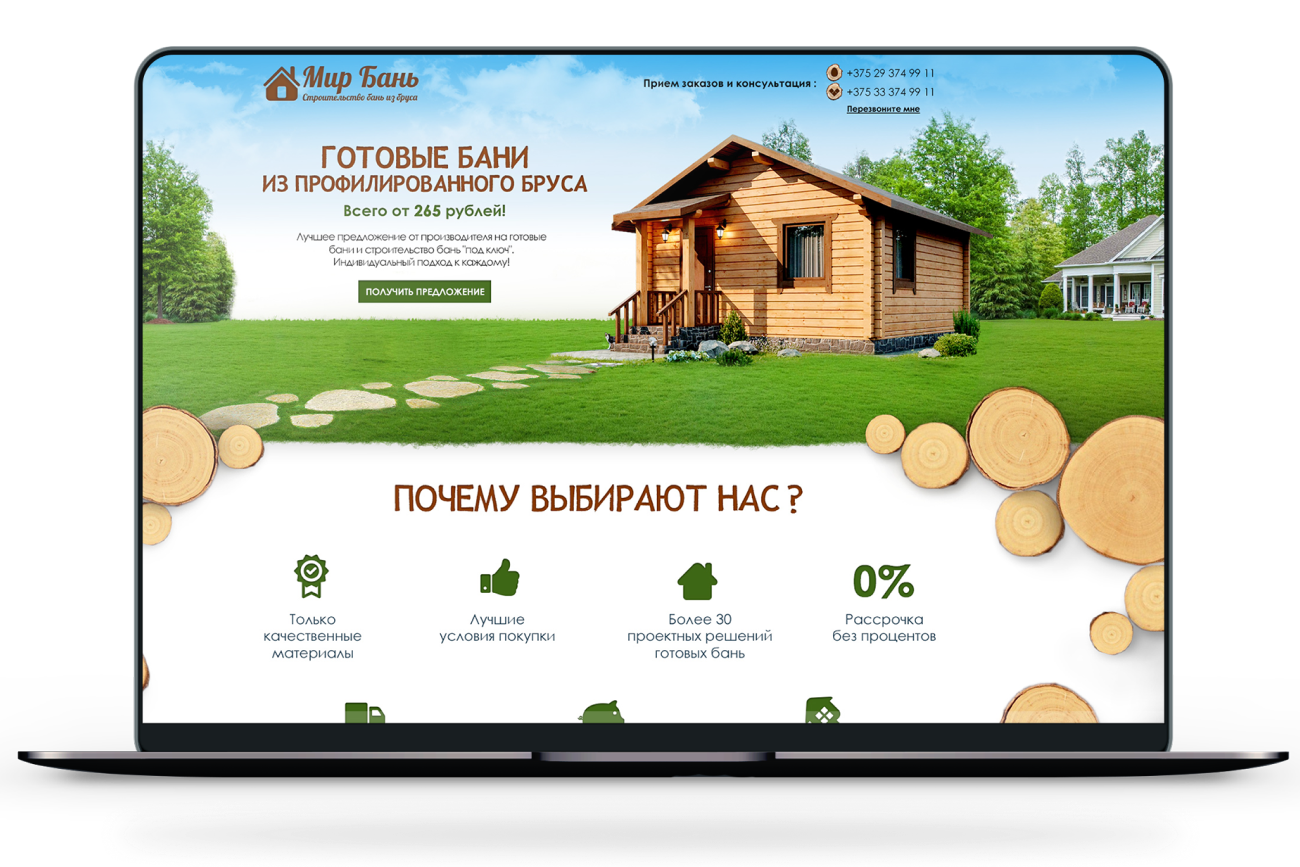 Мир Бань
Строительство бань из бруса
Прием заказов и консультация :
+375 29 374 99 11
+375 33 374 99 11
Перезвоните мне
ГОТОВЫЕ БАНИ
ИЗ ПРОФИЛИРОВАННОГО БРУСА
Всего от 265 рублей!
Лучшее предложение от производителя на готовые
бани и строительство бань "под ключ".
Индивидуальный подход к каждому!
ПОЛУЧИТЬ ПРЕДЛОЖЕНИЕ
ПОЧЕМУ ВЫБИРАЮТ НАС ?
Только
качественные
материалы
Лучшие
условия покупки
Более 30
проектных решений
готовых бань
0%
Рассрочка
без процентов